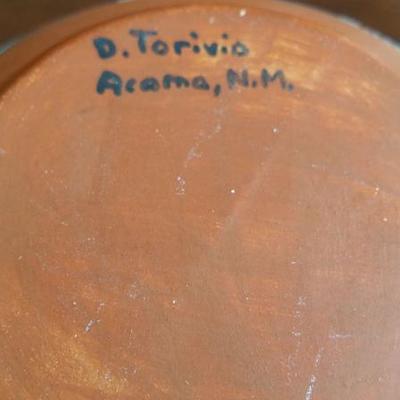 D. Torivio
Acoma, N.M.